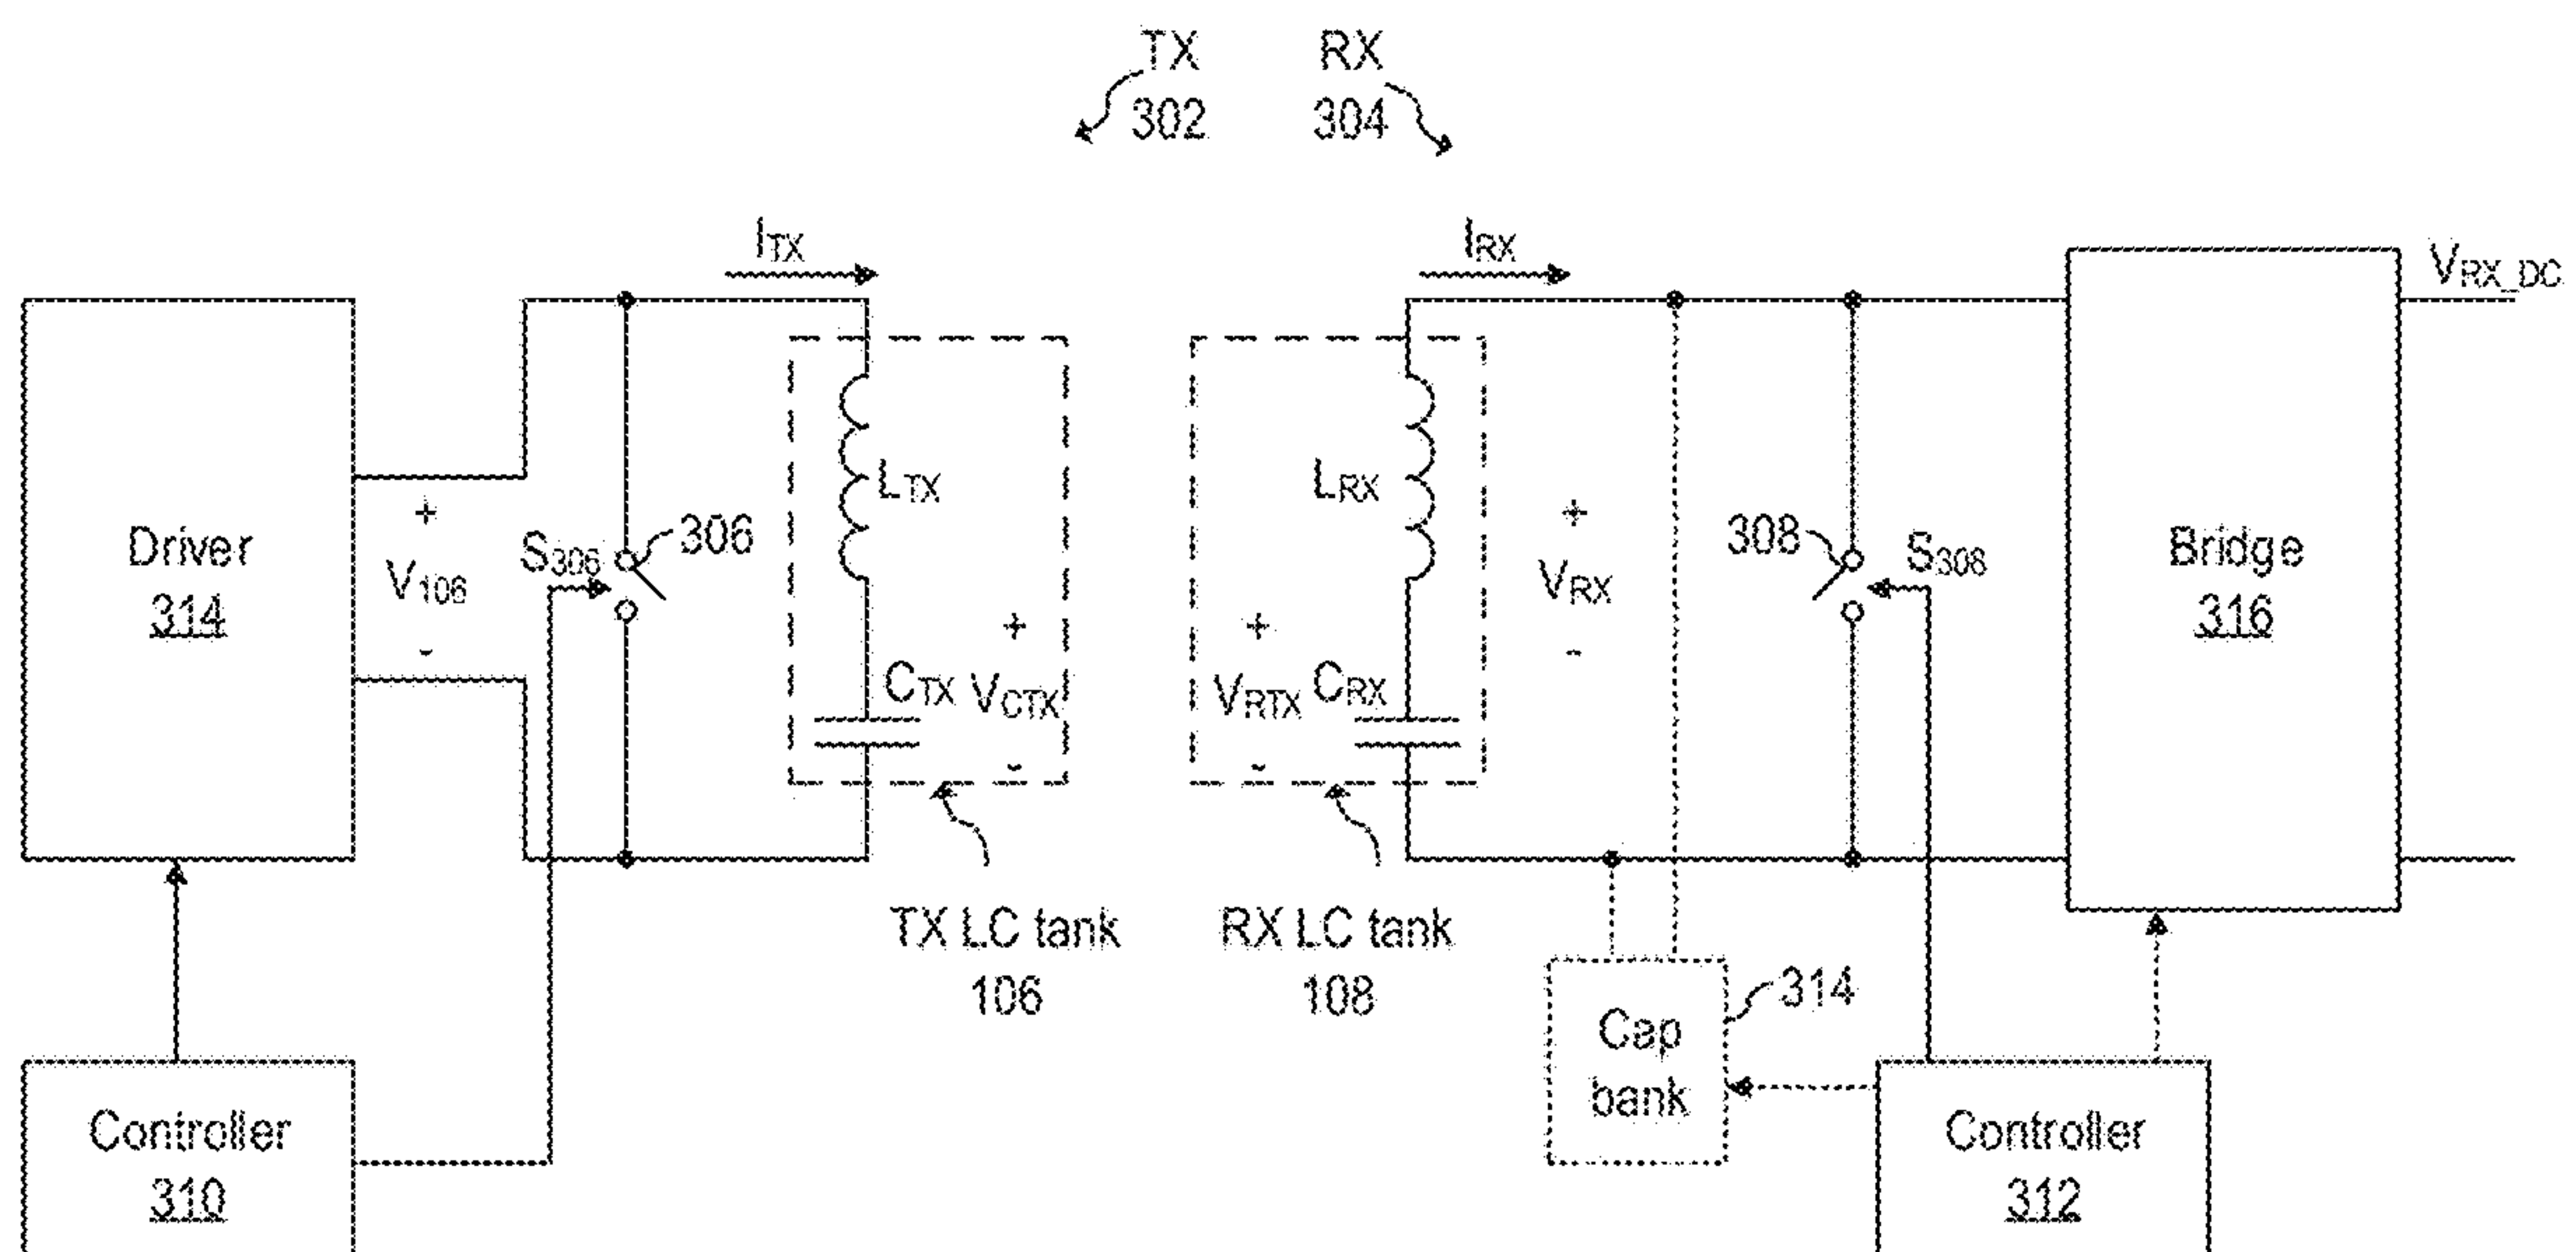 TX
302
RX
304
ITX
IRX
VRX_DC
Driver
314
+
V106
-
S306
306
LTX
CTX
+
VCTX
-
LRX
+
VRTX
-
CRX
+
VRX
-
308
S308
Bridge
316
TX LC tank
106
RX LC tank
108
314
Cap
bank
Controller
310
Controller
312